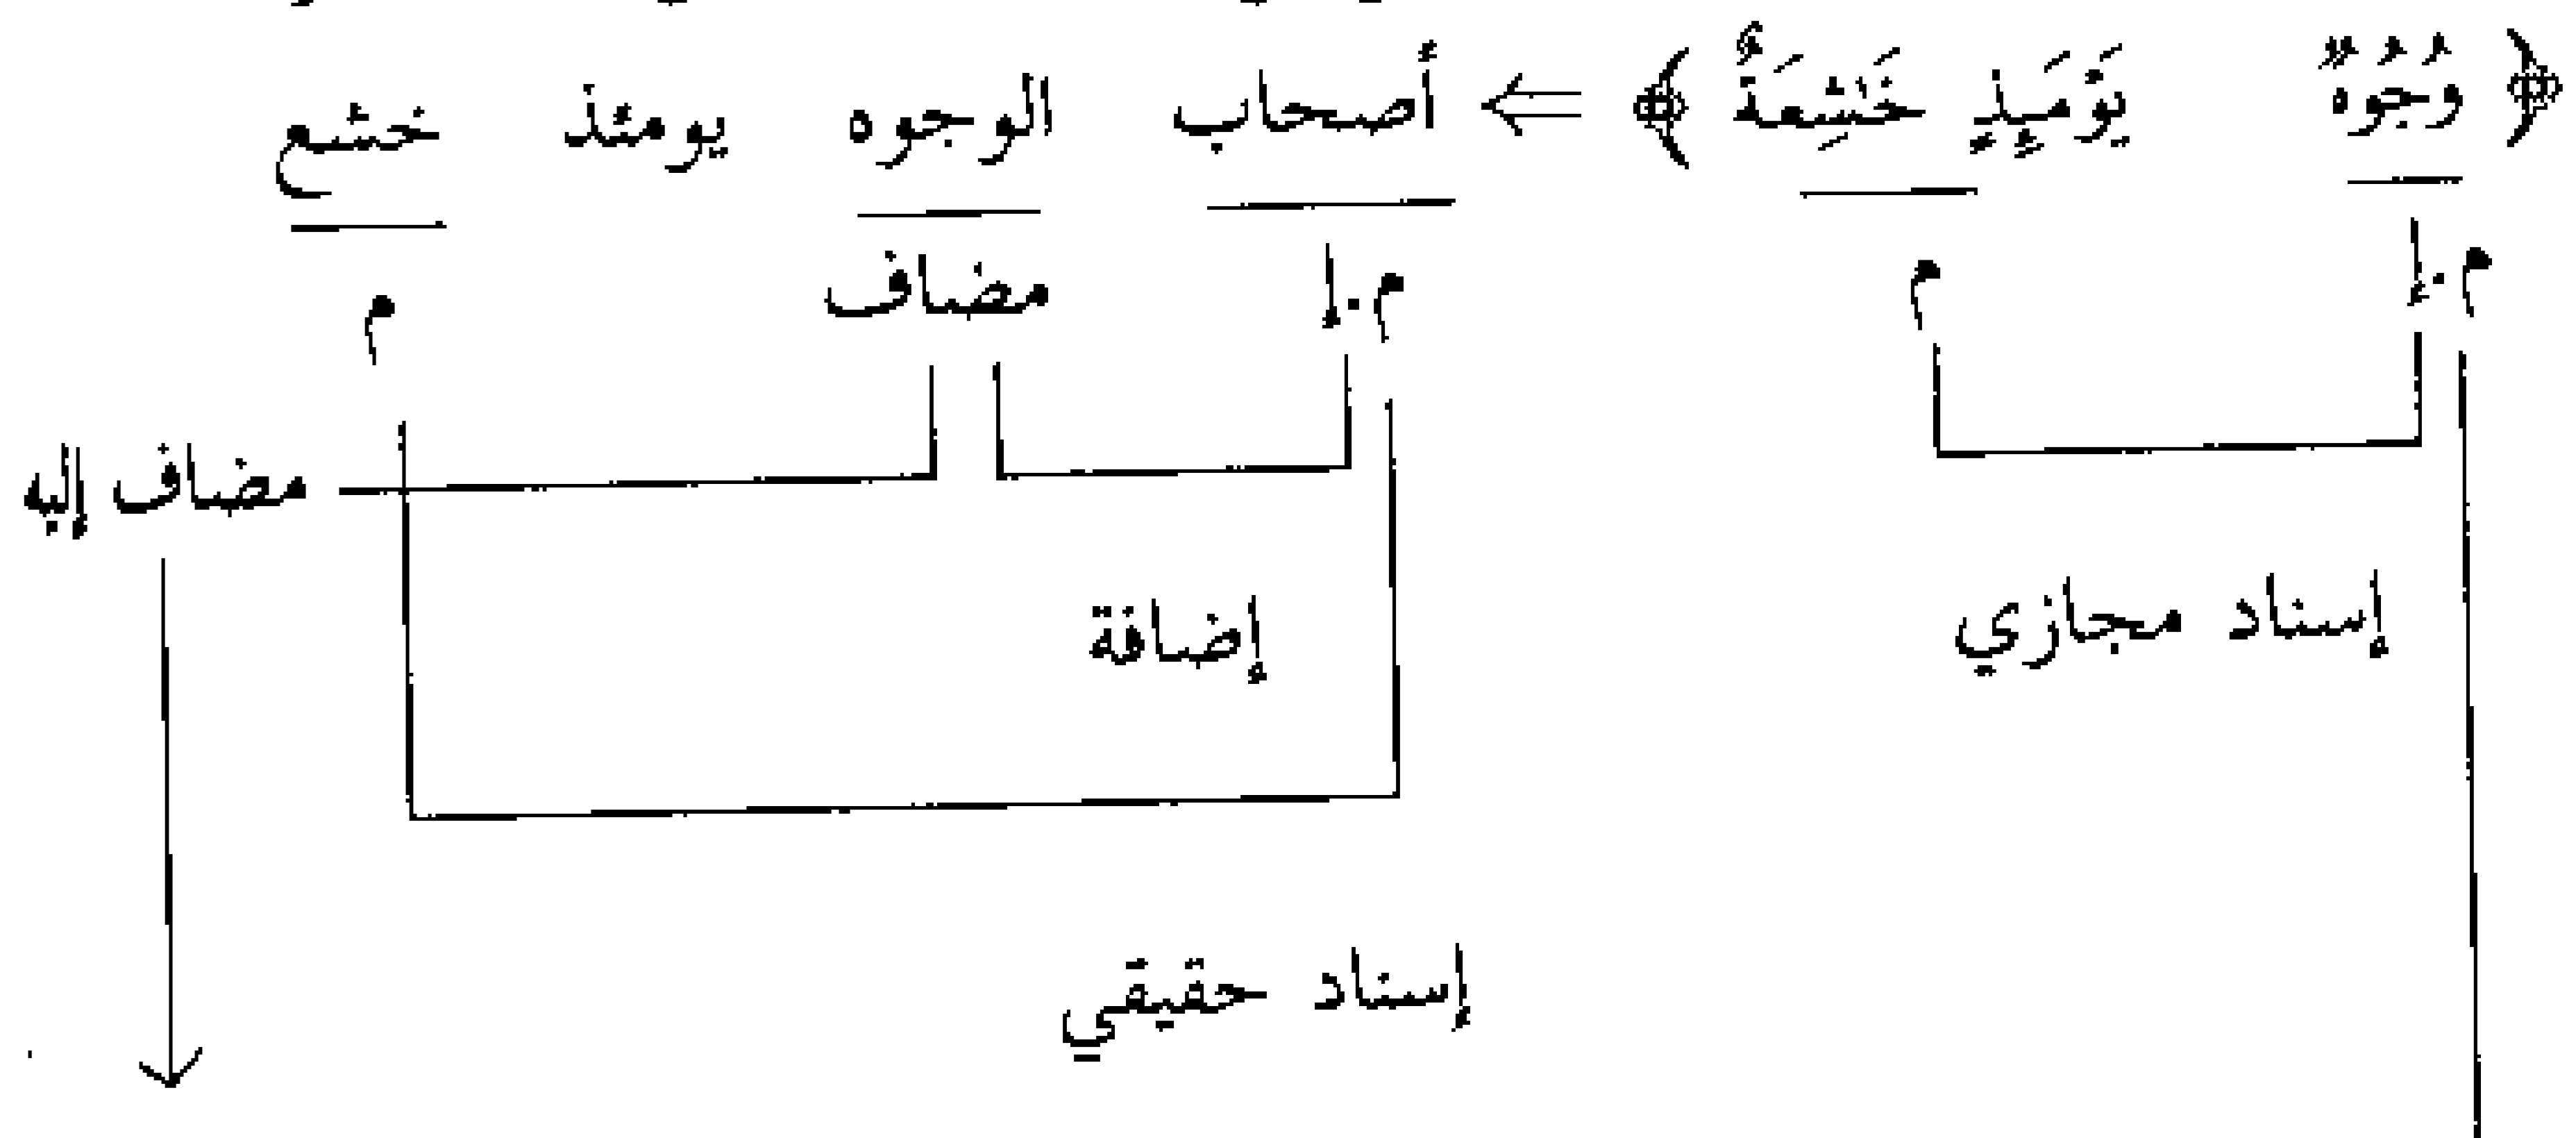 ﴿ وُجُوهٌ يَوْمَئِذٍ خَٰشِعَةٌ ﴾ ⇐ أصحاب الوجوه يومئذ خشع
م.إ م م.إ مضاف م
مضاف إليه
إسناد مجازي إضافة
إسناد حقيقي